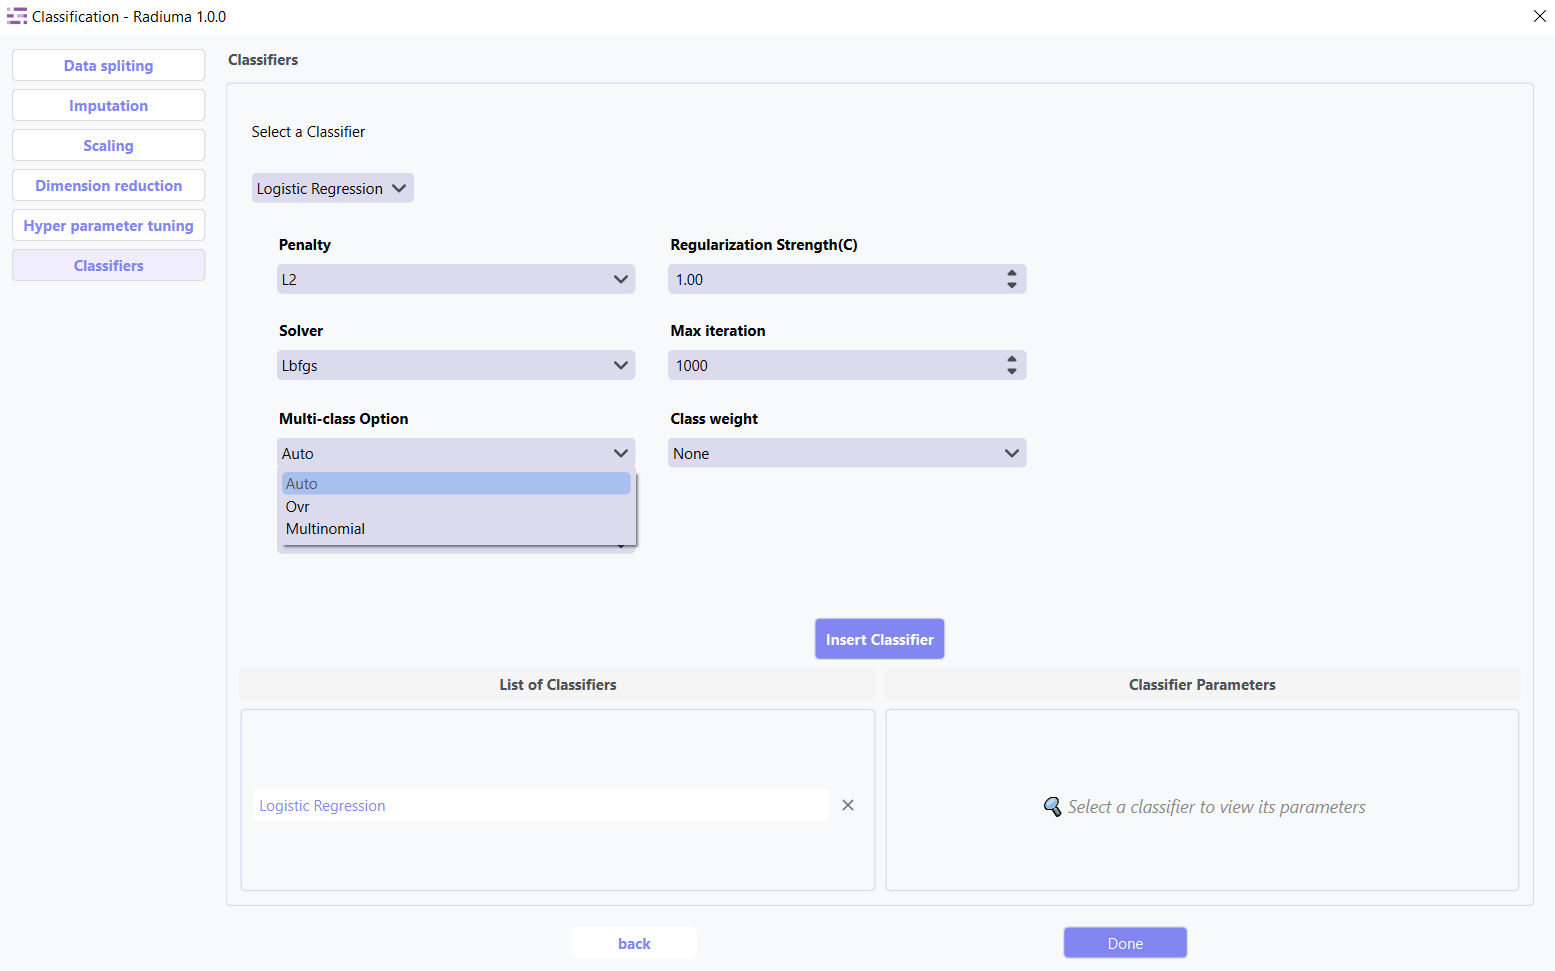 Classification - Radiuma 1.0.0
Data spliting
Imputation
Scaling
Dimension reduction
Hyper parameter tuning
Classifiers
Classifiers
Select a Classifier
Logistic Regression
Penalty
Regularization Strength(C)
L2
1.00
Solver
Max iteration
Lbfgs
1000
Multi-class Option
Class weight
Auto
None
Auto
Ovr
Multinomial
Insert Classifier
List of Classifiers
Classifier Parameters
Logistic Regression
Select a classifier to view its parameters
back
Done